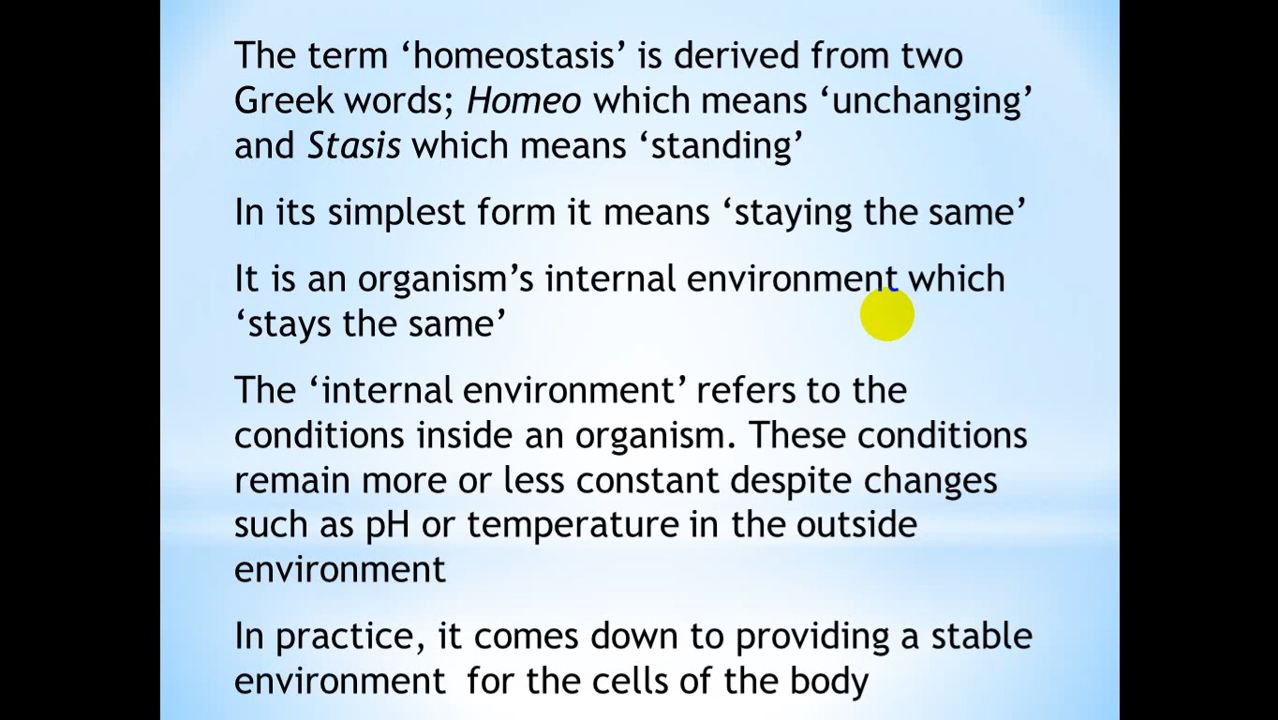 The term ‘homeostasis’ is derived from two
Greek words; Homeo which means ‘unchanging’
and Stasis which means ‘standing’
In its simplest form it means ‘staying the same’
It is an organism’s internal environment which
‘stays the same’
The ‘internal environment’ refers to the
conditions inside an organism. These conditions
remain more or less constant despite changes
such as pH or temperature in the outside
environment
In practice, it comes down to providing a stable
environment  for the cells of the body